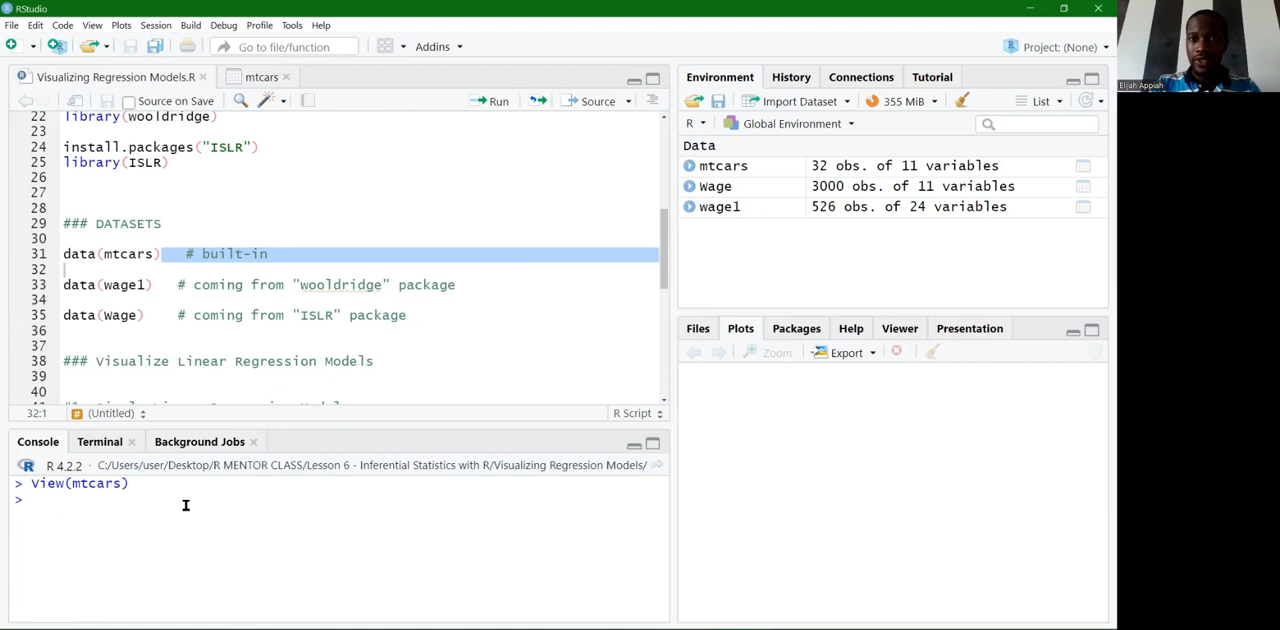 RStudio
File Edit Code View Plots Session Build Debug Profile Tools Help
Go to file/function Addins Project: (None)
Visualizing Regression Models.R mtcars
Source on Save Run Source
22 library(wooldridge)
23
24 install.packages("ISLR")
25 library(ISLR)
26
27
28
29 ### DATASETS
30
31 data(mtcars) # built-in
32
33 data(wage1) # coming from "wooldridge" package
34
35 data(Wage) # coming from "ISLR" package
36
37
38 ### Visualize Linear Regression Models
39
40
32:1 (Untitled) R Script
Console Terminal Background Jobs
R 4.2.2 · C:/Users/user/Desktop/R MENTOR CLASS/Lesson 6 - Inferential Statistics with R/Visualizing Regression Models/
> View(mtcars)
>
Environment History Connections Tutorial
Import Dataset 355 MiB List
R Global Environment
Data
mtcars 32 obs. of 11 variables
Wage 3000 obs. of 11 variables
wage1 526 obs. of 24 variables
Files Plots Packages Help Viewer Presentation
Zoom Export
Elijah Appiah